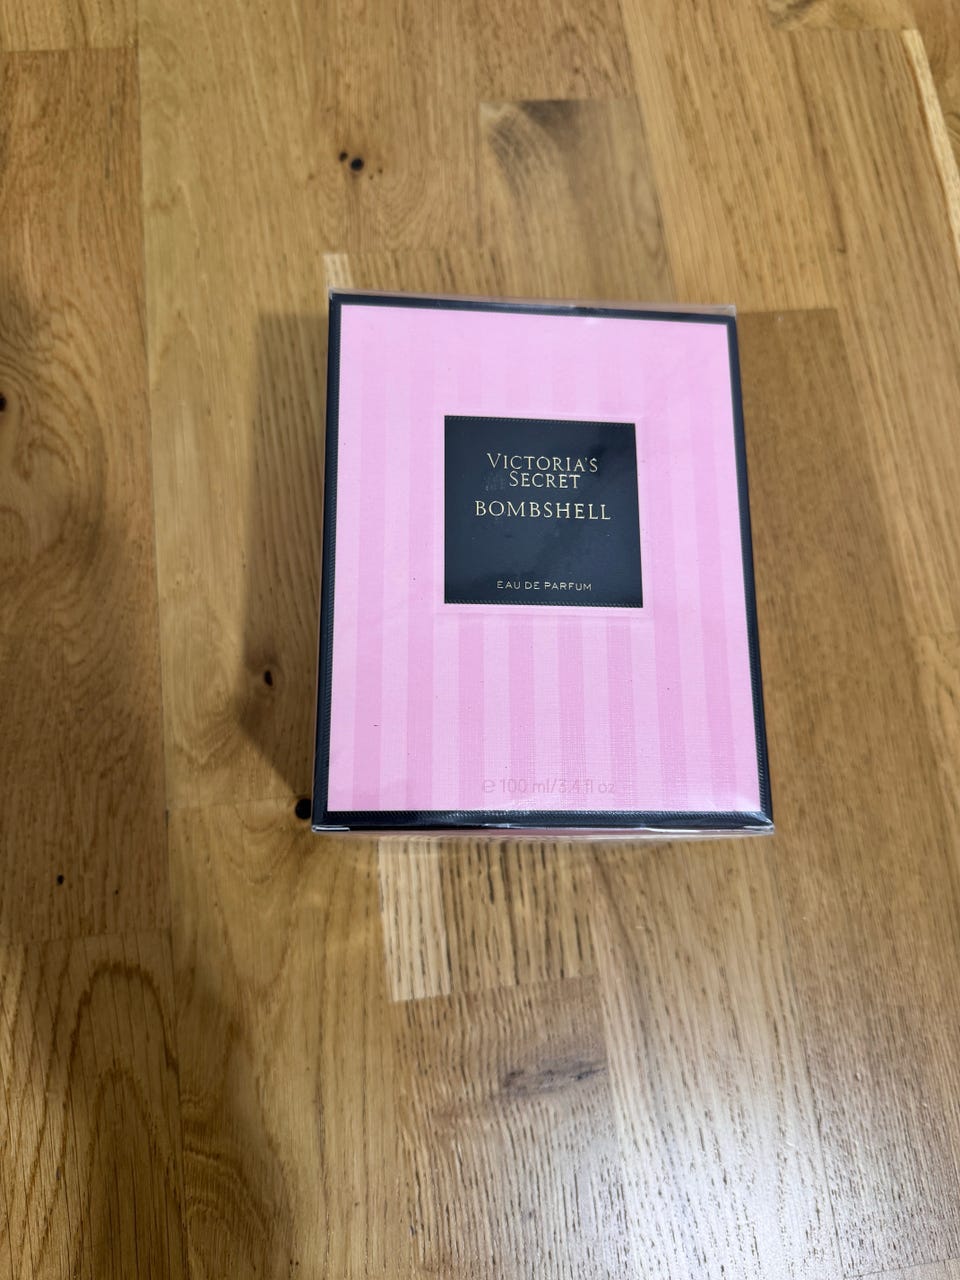 VICTORIA'S
SECRET
BOMBSHELL
EAU DE PARFUM
℮ 100 ml/3.4 fl oz